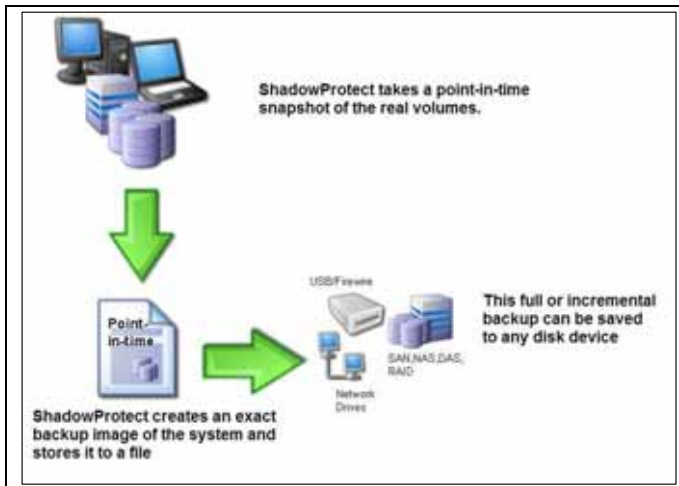 ShadowProtect takes a point-in-time
snapshot of the real volumes.
USB/Firewire
Point-
in-time
This full or incremental
backup can be saved
to any disk device
SAN,NAS,DAS,
RAID
Network
Drives
ShadowProtect creates an exact
backup image of the system and
stores it to a file